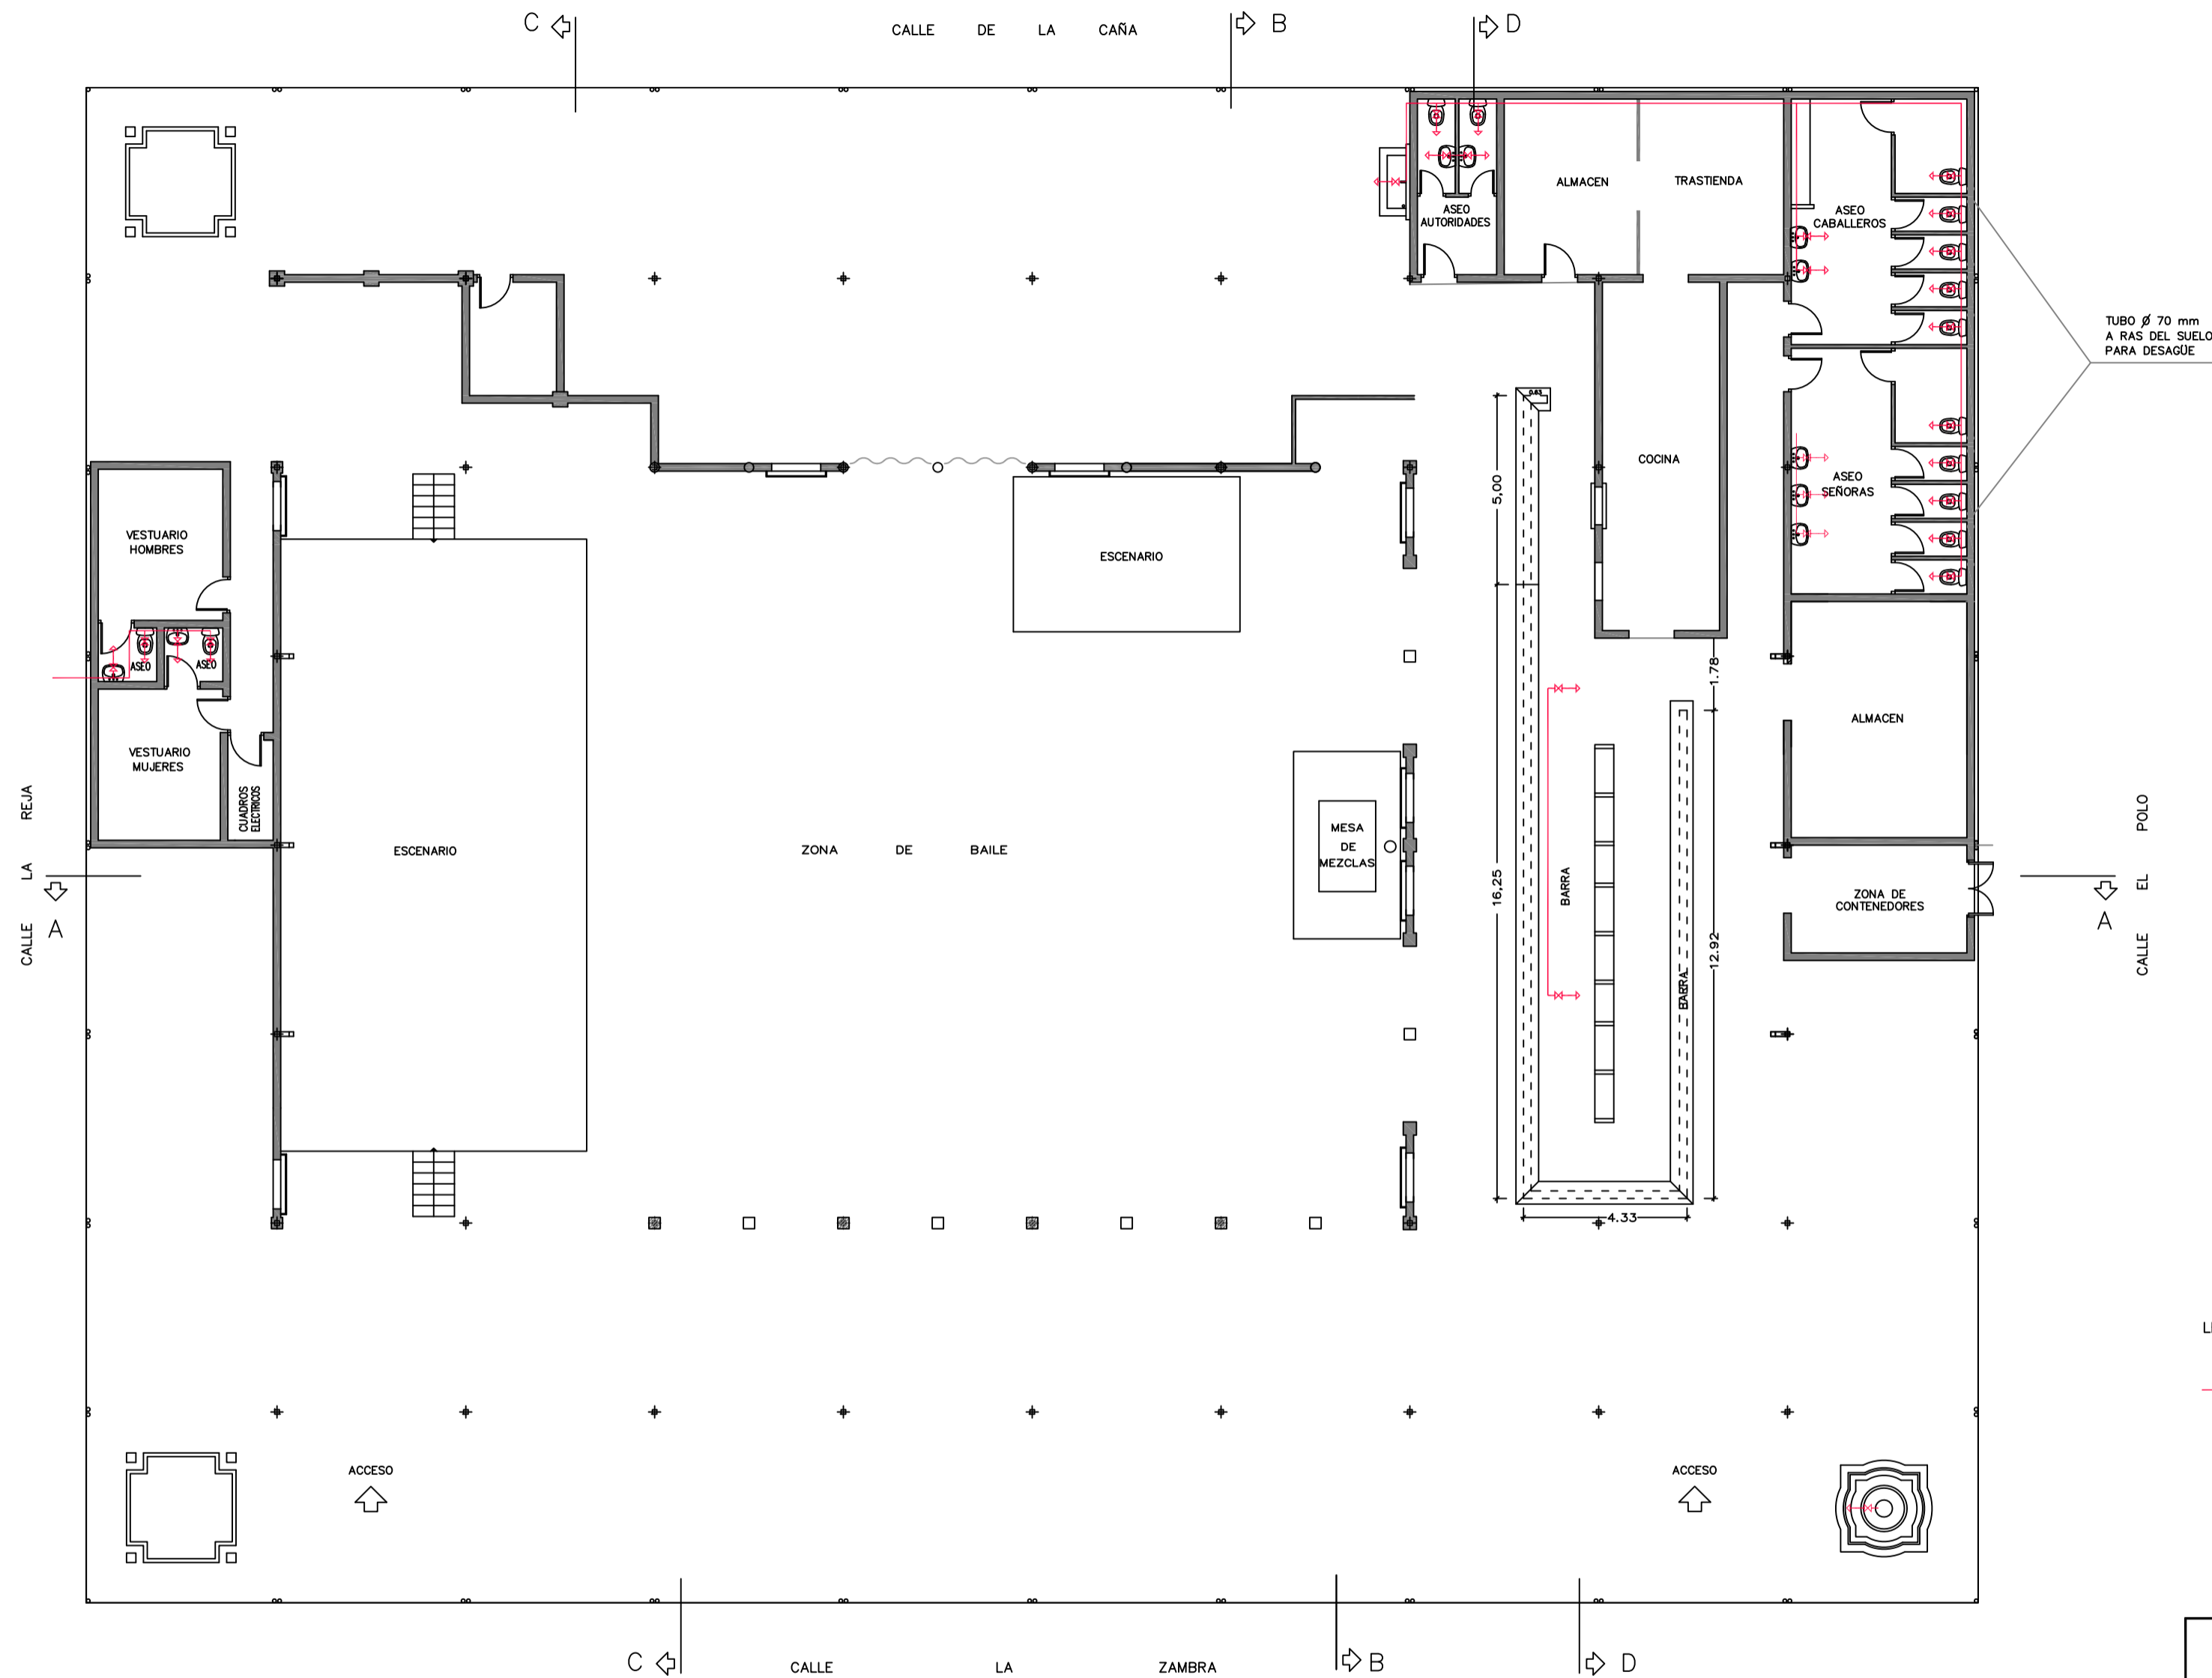 C
CALLE DE LA CAÑA
B
D
ALMACEN
TRASTIENDA
ASEO
AUTORIDADES
ASEO
CABALLEROS
TUBO Ø 70 mm
A RAS DEL SUELO
PARA DESAGÜE
0.63
5,00
COCINA
ASEO
SEÑORAS
VESTUARIO
HOMBRES
ESCENARIO
ASEO
ASEO
1.78
ALMACEN
VESTUARIO
MUJERES
CUADROS
ELECTRICOS
CALLE LA REJA
A
ESCENARIO
ZONA DE BAILE
MESA
DE
MEZCLAS
16,25
BARRA
BARRA
12.92
ZONA DE
CONTENEDORES
CALLE EL POLO
A
4.33
ACCESO
ACCESO
C
CALLE LA ZAMBRA
B
D